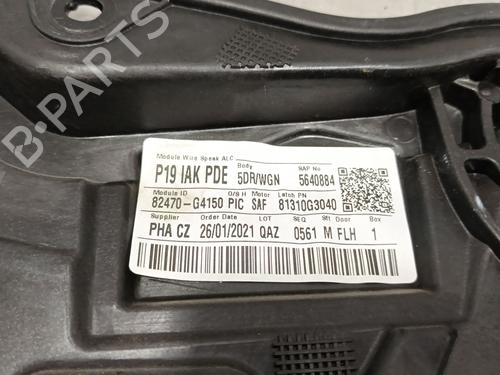 B-PARTS
Module Wire Speak ALC Body SAP No
P19 IAK PDE 5DR/WGN 5640884
Module ID G/S H Motor Latch PN
82470-G4150 PIC SAF 81310G3040
Supplier Date LOT SEQ Sft Door Box
PHA CZ 26/01/2021 QAZ 0561 M FLH 1